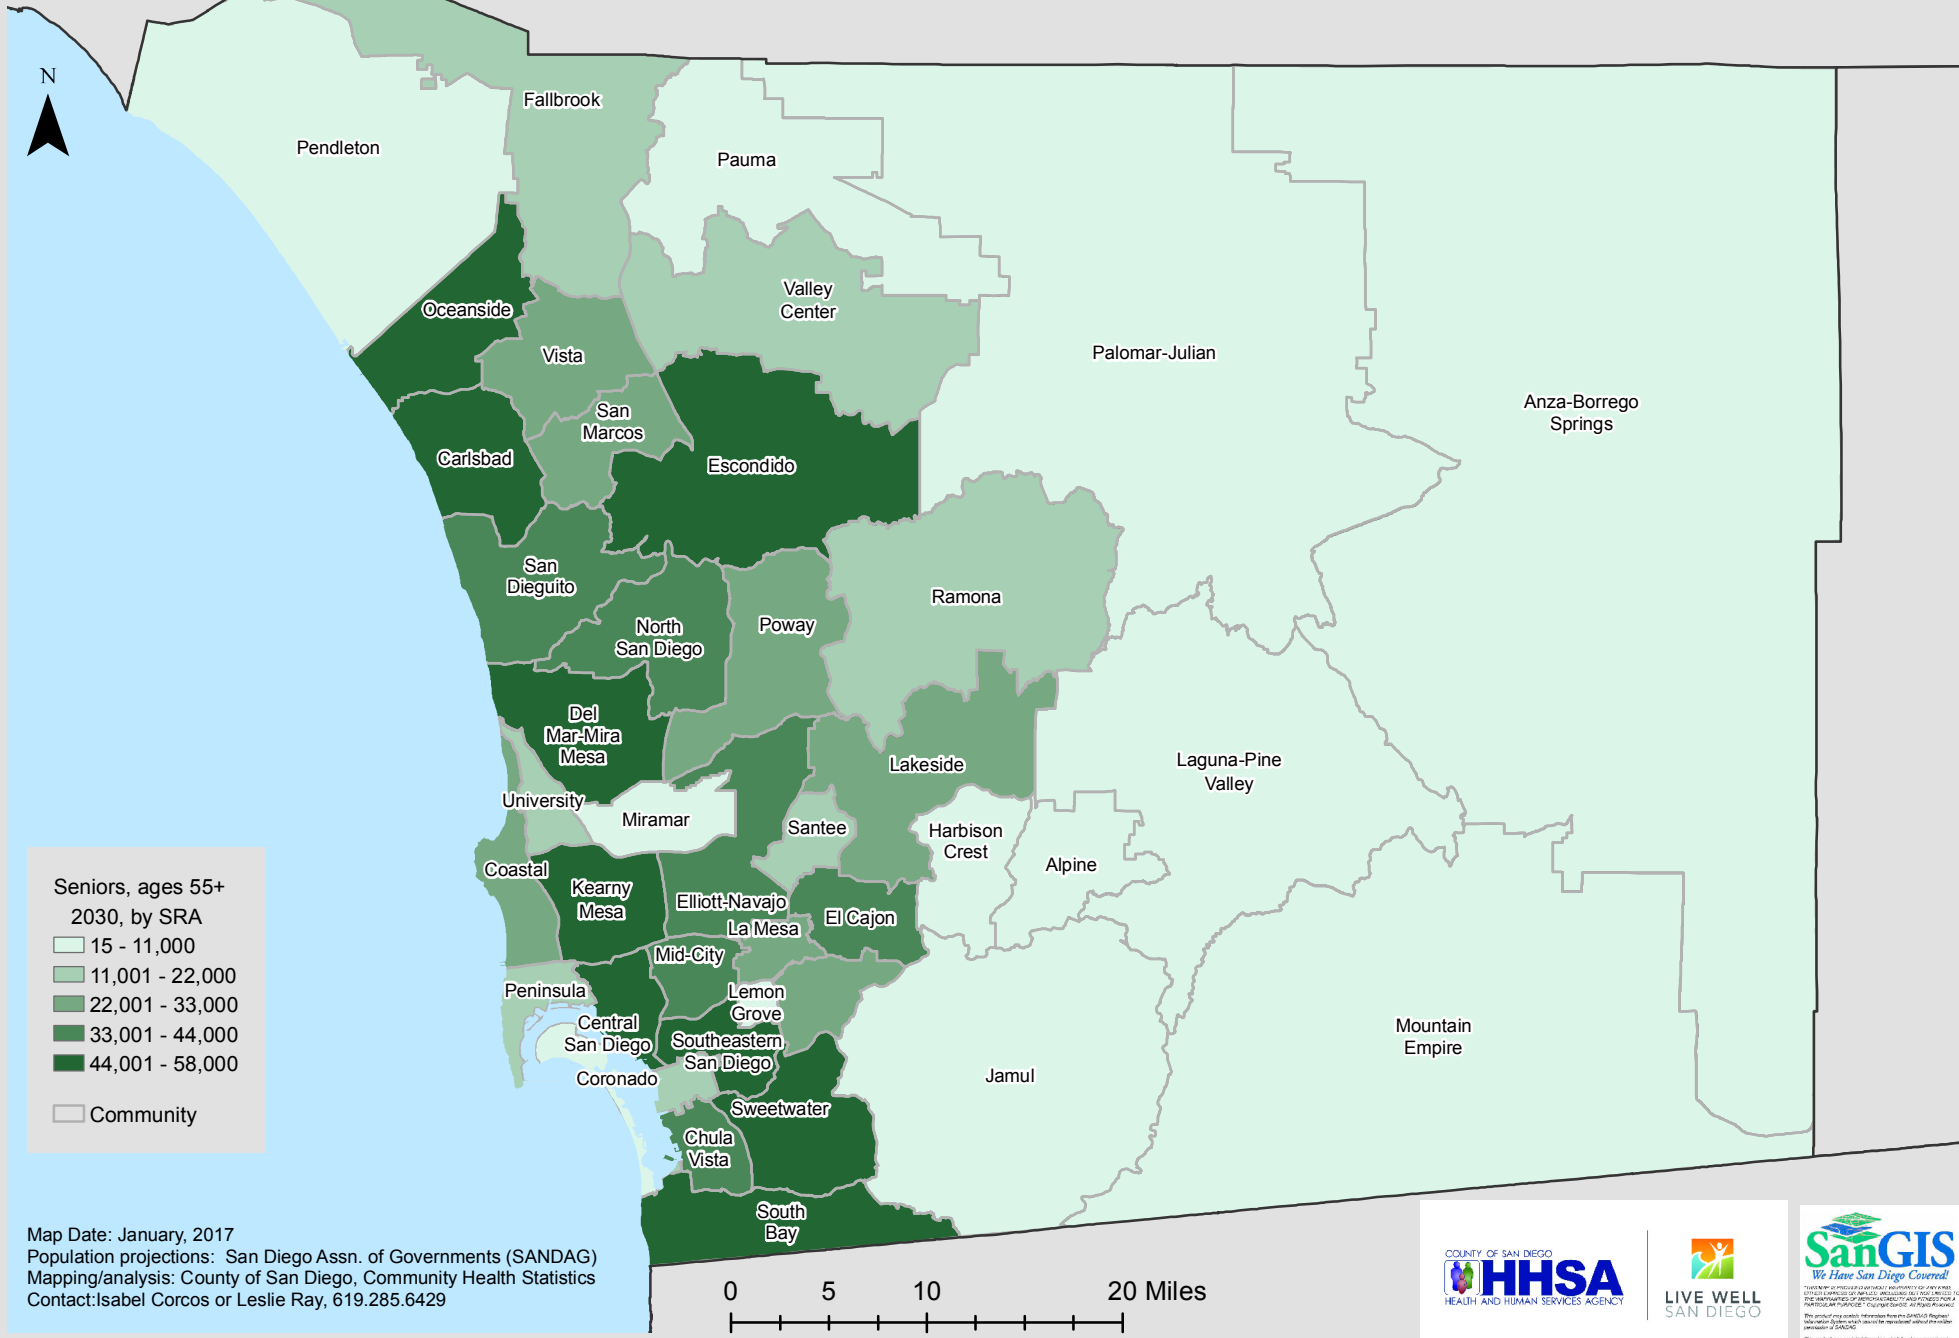 N
Fallbrook
Pendleton
Pauma
Valley
Center
Oceanside
Vista
Palomar-Julian
San
Marcos
Anza-Borrego
Springs
Carlsbad
Escondido
San
Dieguito
Ramona
North
San Diego
Poway
Del
Mar-Mira
Mesa
Lakeside
Laguna-Pine
Valley
University
Miramar
Santee
Harbison
Crest
Alpine
Coastal
Kearny
Mesa
Elliott-Navajo
El Cajon
La Mesa
Mid-City
Peninsula
Lemon
Grove
Central
San Diego
Southeastern
San Diego
Mountain
Empire
Coronado
Jamul
Sweetwater
Chula
Vista
South
Bay
Seniors, ages 55+
2030, by SRA
15 - 11,000
11,001 - 22,000
22,001 - 33,000
33,001 - 44,000
44,001 - 58,000
Community
Map Date: January, 2017
Population projections: San Diego Assn. of Governments (SANDAG)
Mapping/analysis: County of San Diego, Community Health Statistics
Contact:Isabel Corcos or Leslie Ray, 619.285.6429
0 5 10 20 Miles
COUNTY OF SAN DIEGO
HHSA
HEALTH AND HUMAN SERVICES AGENCY
LIVE WELL
SAN DIEGO
SanGIS
We Have San Diego Covered!